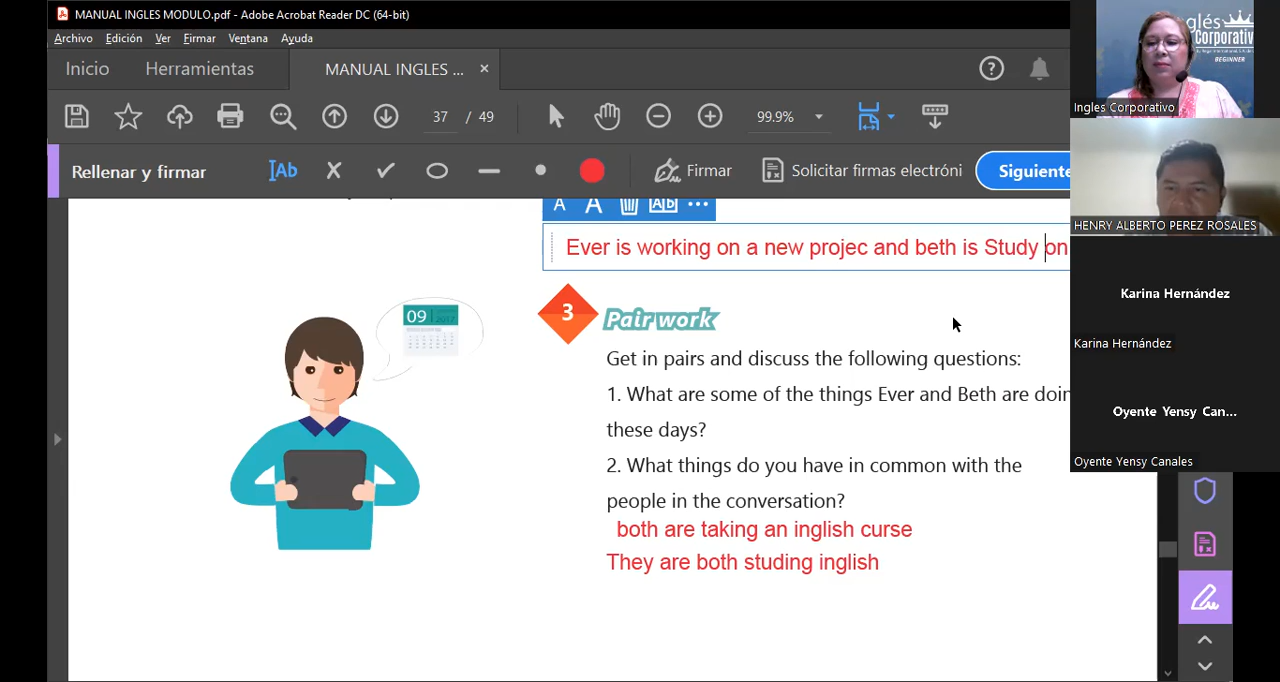 MANUAL INGLES MODULO.pdf - Adobe Acrobat Reader DC (64-bit)
Archivo Edición Ver Firmar Ventana Ayuda
Inicio Herramientas MANUAL INGLES ... ×
37 / 49 99.9%
Rellenar y firmar Ab Firmar Solicitar firmas electróni Siguiente
A A Ab ...
Ever is working on a new projec and beth is Study on
09
3 Pair work
Get in pairs and discuss the following questions:
1. What are some of the things Ever and Beth are doin
these days?
2. What things do you have in common with the
people in the conversation?
both are taking an inglish curse
They are both studing inglish
glés
Corporativ
BEGINNER
Ingles Corporativo
HENRY ALBERTO PEREZ ROSALES
Karina Hernández
Karina Hernández
Oyente Yensy Can...
Oyente Yensy Canales